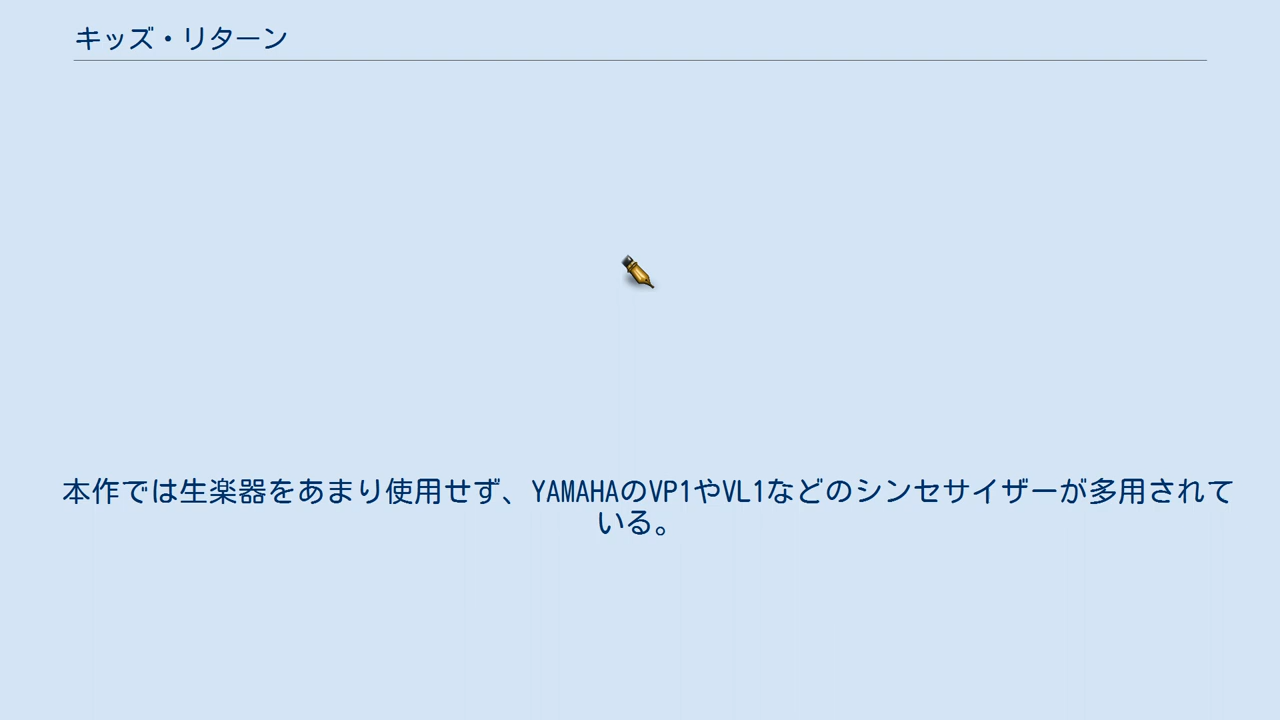 キッズ・リターン
本作では生楽器をあまり使用せず、YAMAHAのVP1やVL1などのシンセサイザーが多用されて
いる。